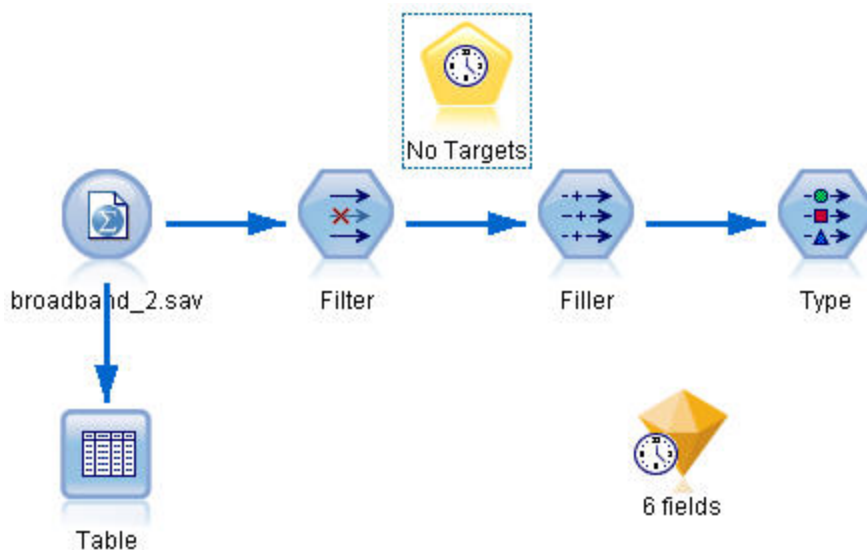 No Targets
broadband_2.sav
Filter
Filler
Type
Table
6 fields